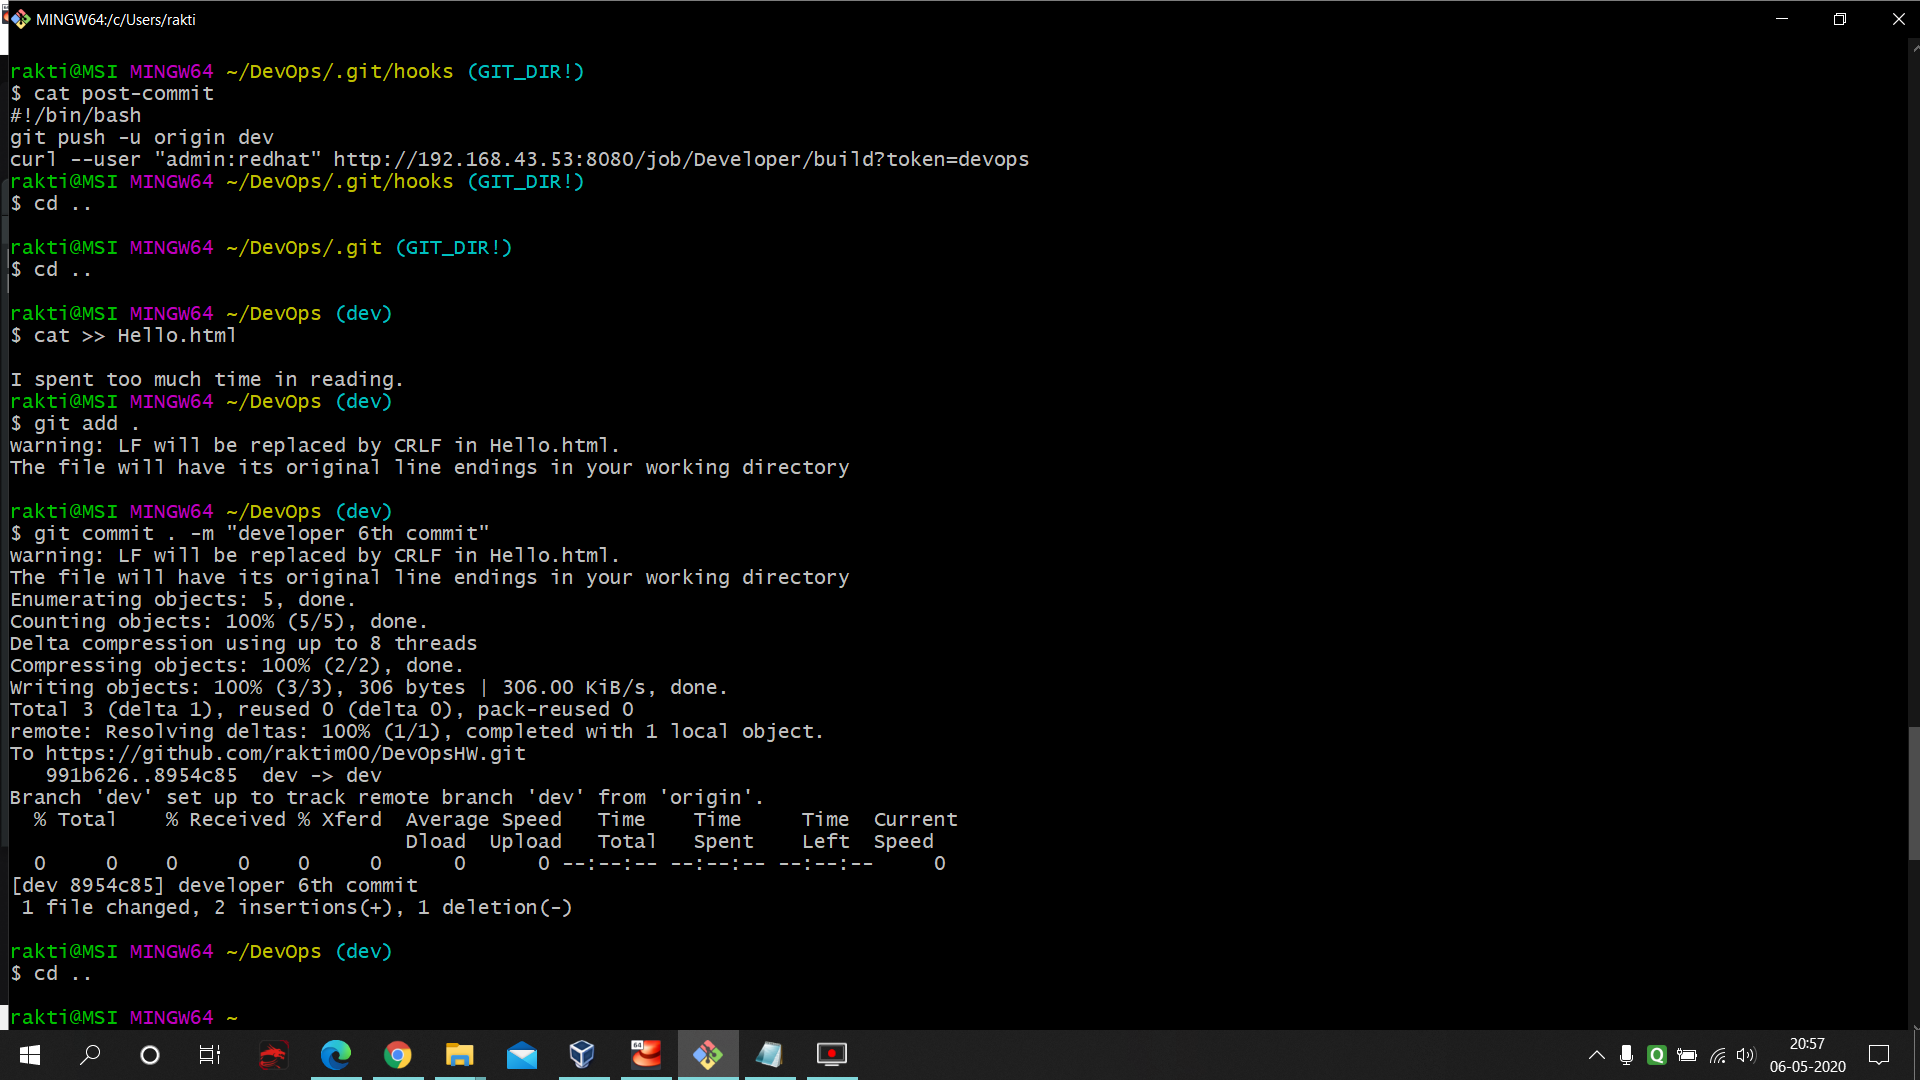 MINGW64:/c/Users/rakti
rakti@MSI MINGW64 ~/DevOps/.git/hooks (GIT_DIR!)
$ cat post-commit
#!/bin/bash
git push -u origin dev
curl --user "admin:redhat" http://192.168.43.53:8080/job/Developer/build?token=devops
rakti@MSI MINGW64 ~/DevOps/.git/hooks (GIT_DIR!)
$ cd ..
rakti@MSI MINGW64 ~/DevOps/.git (GIT_DIR!)
$ cd ..
rakti@MSI MINGW64 ~/DevOps (dev)
$ cat >> Hello.html
I spent too much time in reading.
rakti@MSI MINGW64 ~/DevOps (dev)
$ git add .
warning: LF will be replaced by CRLF in Hello.html.
The file will have its original line endings in your working directory
rakti@MSI MINGW64 ~/DevOps (dev)
$ git commit . -m "developer 6th commit"
warning: LF will be replaced by CRLF in Hello.html.
The file will have its original line endings in your working directory
Enumerating objects: 5, done.
Counting objects: 100% (5/5), done.
Delta compression using up to 8 threads
Compressing objects: 100% (2/2), done.
Writing objects: 100% (3/3), 306 bytes | 306.00 KiB/s, done.
Total 3 (delta 1), reused 0 (delta 0), pack-reused 0
remote: Resolving deltas: 100% (1/1), completed with 1 local object.
To https://github.com/raktim00/DevOpsHW.git
   991b626..8954c85  dev -> dev
Branch 'dev' set up to track remote branch 'dev' from 'origin'.
  % Total    % Received % Xferd  Average Speed   Time    Time     Time  Current
                                 Dload  Upload   Total   Spent    Left  Speed
  0     0    0     0    0     0      0      0 --:--:-- --:--:-- --:--:--     0
[dev 8954c85] developer 6th commit
 1 file changed, 2 insertions(+), 1 deletion(-)
rakti@MSI MINGW64 ~/DevOps (dev)
$ cd ..
rakti@MSI MINGW64 ~
64
Q
20:57
06-05-2020